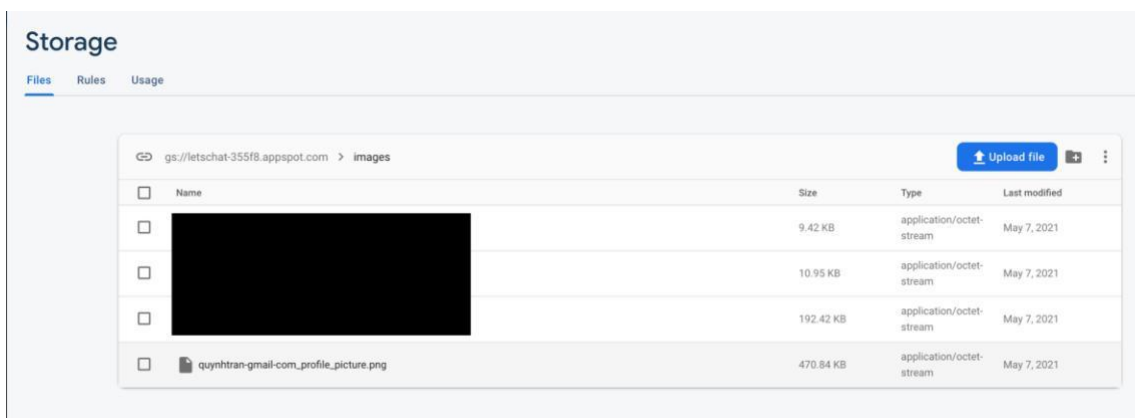 Storage
Files Rules Usage
gs://letschat-355f8.appspot.com > images Upload file
Name Size Type Last modified
9.42 KB application/octet-stream May 7, 2021
10.95 KB application/octet-stream May 7, 2021
192.42 KB application/octet-stream May 7, 2021
quynhtran-gmail-com_profile_picture.png 470.84 KB application/octet-stream May 7, 2021